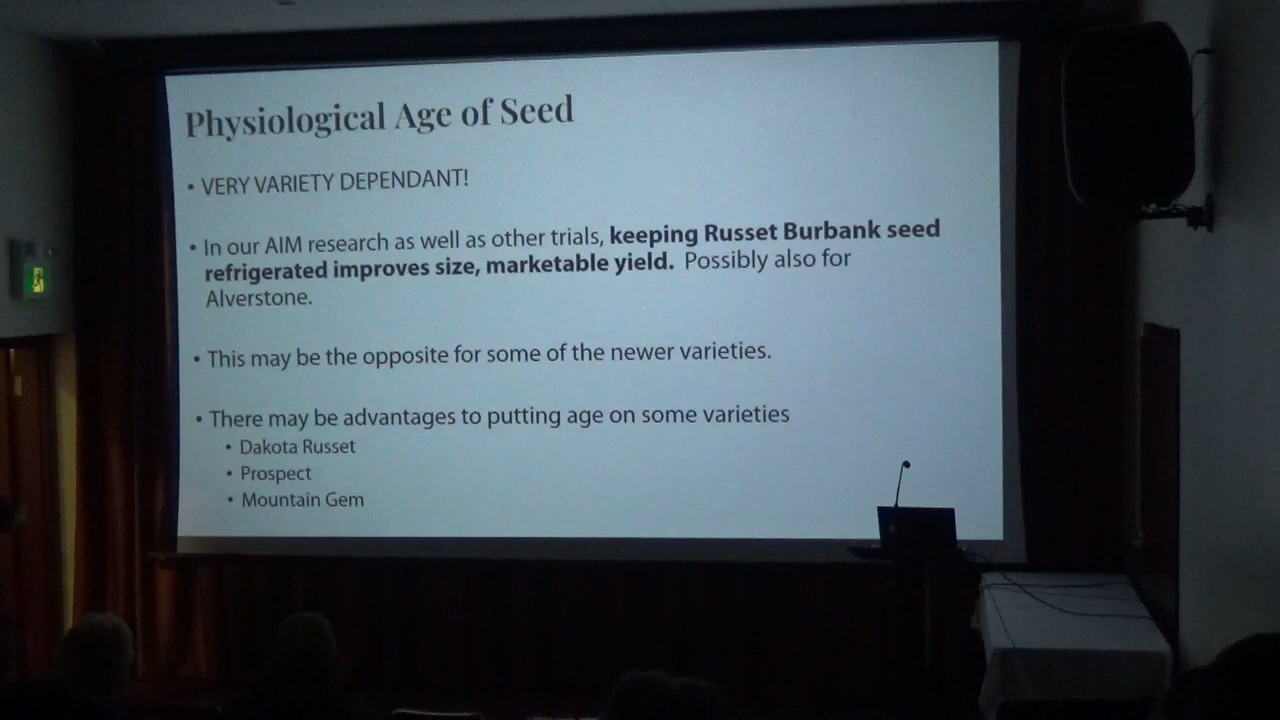 Physiological Age of Seed
• VERY VARIETY DEPENDANT!
• In our AIM research as well as other trials, keeping Russet Burbank seed
refrigerated improves size, marketable yield. Possibly also for
Alverstone.
• This may be the opposite for some of the newer varieties.
• There may be advantages to putting age on some varieties
• Dakota Russet
• Prospect
• Mountain Gem